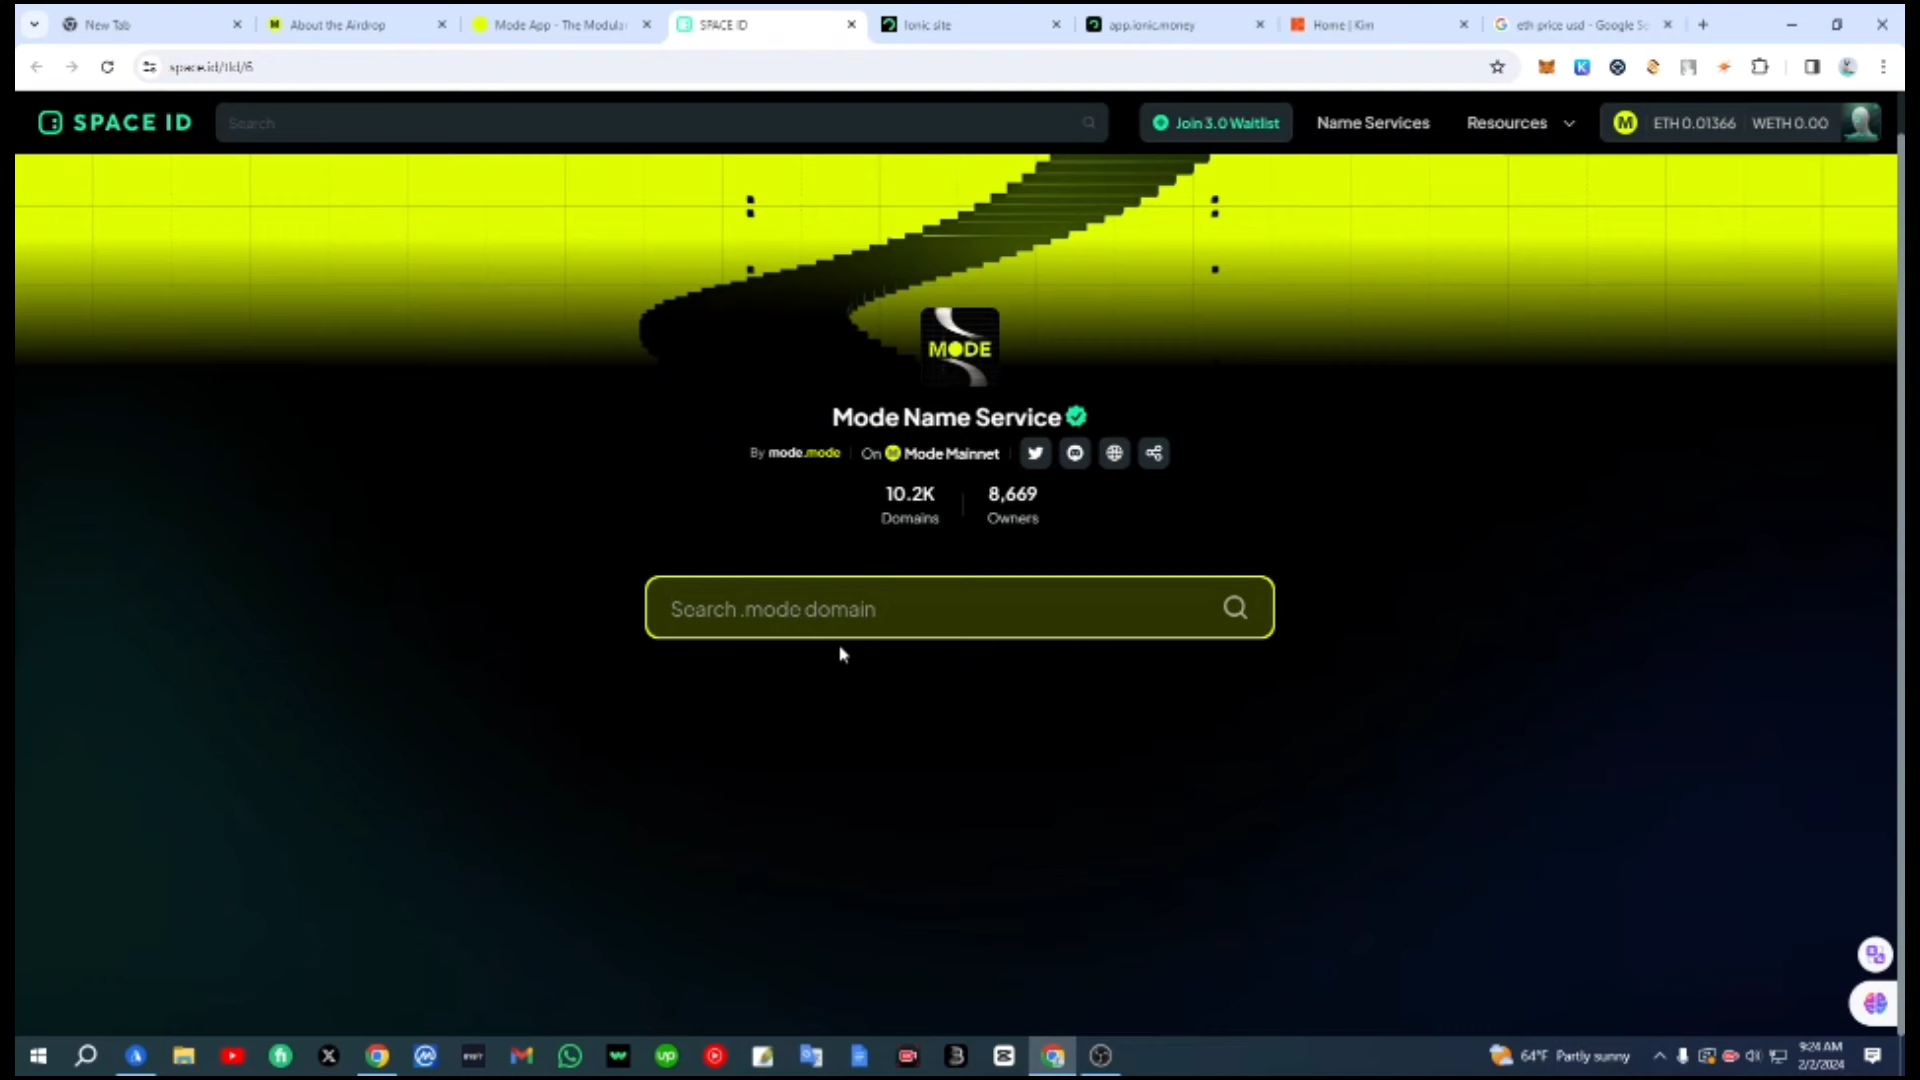 New Tab
About the Airdrop
Mode App - The Modular
SPACE ID
Ionic site
app.ionic.money
Home | Kim
eth price usd - Google Se
space.id/tld/6
SPACE ID
Search
Join 3.0 Waitlist
Name Services
Resources
M
ETH 0.01366
WETH 0.00
MODE
Mode Name Service
By mode.mode
On Mode Mainnet
10.2K
8,669
Domains
Owners
Search .mode domain
64°F Partly sunny
9:24 AM
2/2/2024